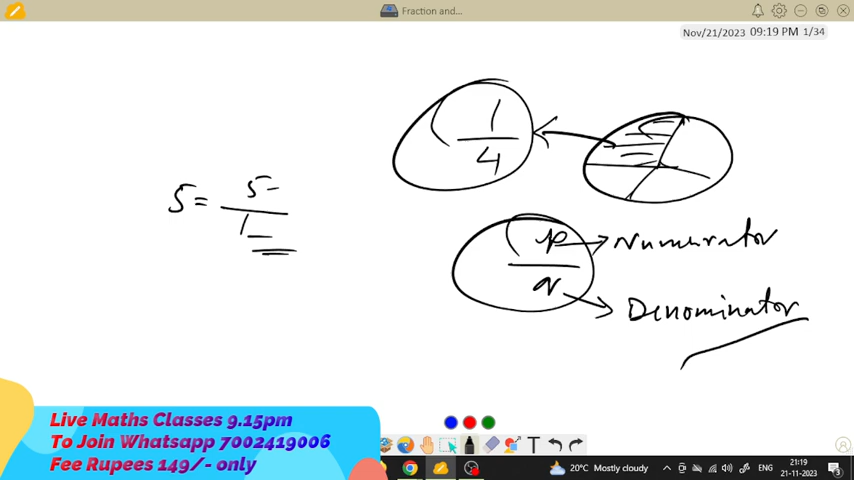 Fraction and...
Nov/21/2023 09:19 PM 1/34
1
4
5 = 5
1
p Numerator
q Denominator
Live Maths Classes 9.15pm
To Join Whatsapp 7002419006
Fee Rupees 149/- only
T
20°C Mostly cloudy
ENG
21:19
21-11-2023
3